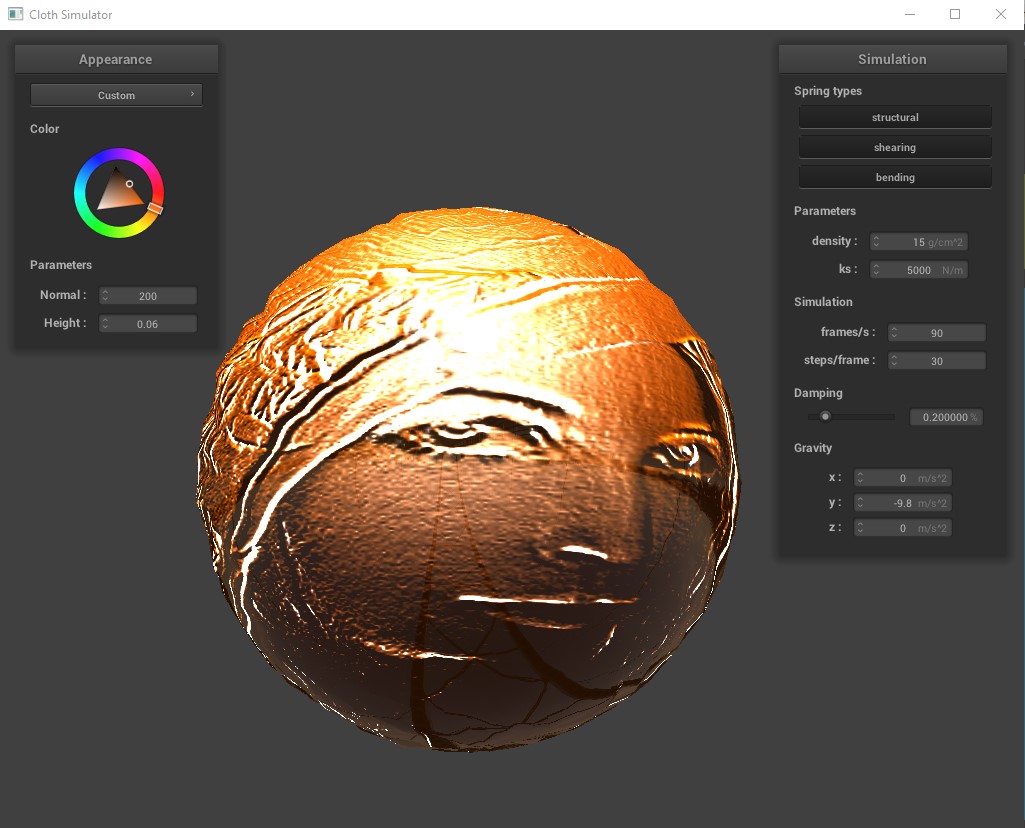 Cloth Simulator
Appearance
Custom
Color
Parameters
Normal : 200
Height : 0.06
Simulation
Spring types
structural
shearing
bending
Parameters
density : 15 g/cm^2
ks : 5000 N/m
Simulation
frames/s : 90
steps/frame : 30
Damping
0.200000 %
Gravity
x : 0 m/s^2
y : -9.8 m/s^2
z : 0 m/s^2